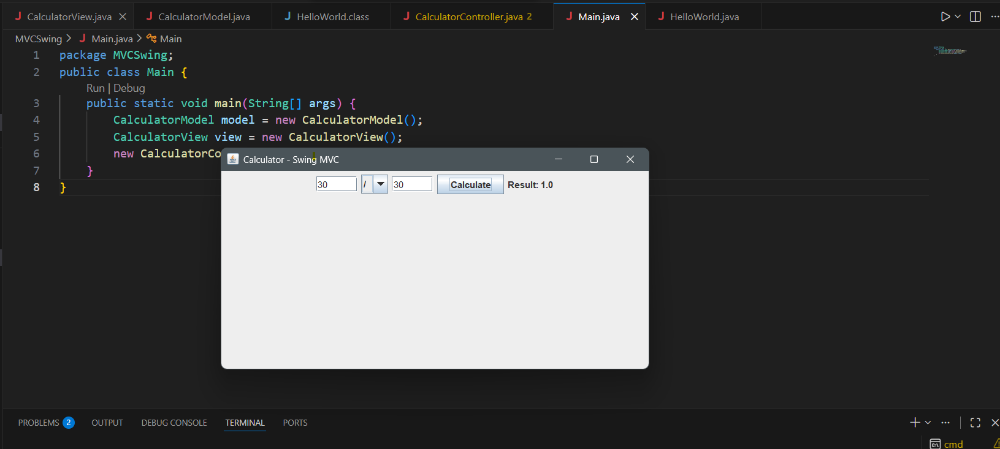 CalculatorView.java CalculatorModel.java HelloWorld.class CalculatorController.java 2 Main.java HelloWorld.java
MVCSwing > Main.java > Main
1 package MVCSwing;
2 public class Main {
Run | Debug
3 public static void main(String[] args) {
4 CalculatorModel model = new CalculatorModel();
5 CalculatorView view = new CalculatorView();
6 new CalculatorCo
7 }
8 }
Calculator - Swing MVC
30 / 30 Calculate Result: 1.0
PROBLEMS 2 OUTPUT DEBUG CONSOLE TERMINAL PORTS
cmd